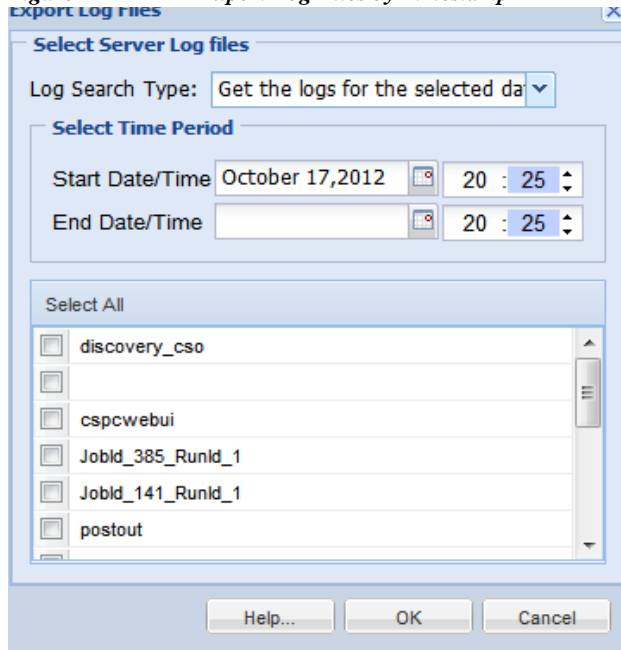 Export Log Files
Select Server Log files
Log Search Type: Get the logs for the selected da
Select Time Period
Start Date/Time October 17,2012 20 : 25
End Date/Time 20 : 25
Select All
discovery_cso
cspcwebui
JobId_385_RunId_1
JobId_141_RunId_1
postout
Help... OK Cancel